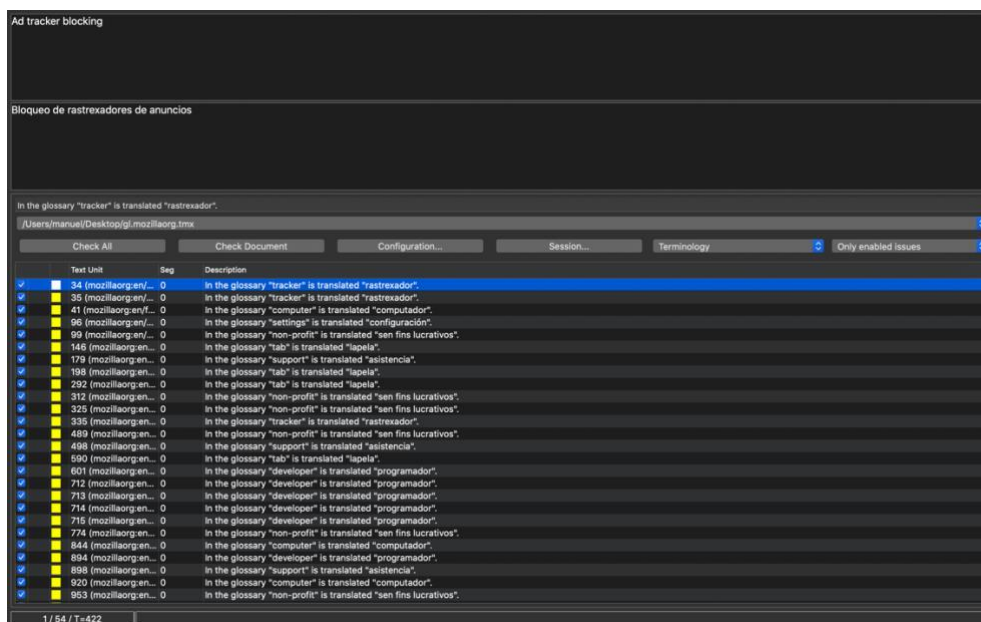 Ad tracker blocking
Bloqueo de rastrexadores de anuncios
In the glossary "tracker" is translated "rastrexador".
/Users/manuel/Desktop/gl.mozillaorg.tmx
Check All Check Document Configuration... Session... Terminology Only enabled issues
Text Unit Seg Description
34 (mozillaorg:en/... 0 In the glossary "tracker" is translated "rastrexador".
35 (mozillaorg:en/... 0 In the glossary "tracker" is translated "rastrexador".
41 (mozillaorg:en/f... 0 In the glossary "computer" is translated "computador".
96 (mozillaorg:en/... 0 In the glossary "settings" is translated "configuración".
99 (mozillaorg:en/... 0 In the glossary "non-profit" is translated "sen fins lucrativos".
146 (mozillaorg:en... 0 In the glossary "tab" is translated "lapela".
179 (mozillaorg:en... 0 In the glossary "support" is translated "asistencia".
198 (mozillaorg:en... 0 In the glossary "tab" is translated "lapela".
292 (mozillaorg:en... 0 In the glossary "tab" is translated "lapela".
312 (mozillaorg:en... 0 In the glossary "non-profit" is translated "sen fins lucrativos".
325 (mozillaorg:en... 0 In the glossary "non-profit" is translated "sen fins lucrativos".
335 (mozillaorg:en... 0 In the glossary "tracker" is translated "rastrexador".
489 (mozillaorg:en... 0 In the glossary "non-profit" is translated "sen fins lucrativos".
498 (mozillaorg:en... 0 In the glossary "support" is translated "asistencia".
590 (mozillaorg:en... 0 In the glossary "tab" is translated "lapela".
601 (mozillaorg:en... 0 In the glossary "developer" is translated "programador".
712 (mozillaorg:en... 0 In the glossary "developer" is translated "programador".
713 (mozillaorg:en... 0 In the glossary "developer" is translated "programador".
714 (mozillaorg:en... 0 In the glossary "developer" is translated "programador".
715 (mozillaorg:en... 0 In the glossary "developer" is translated "programador".
774 (mozillaorg:en... 0 In the glossary "non-profit" is translated "sen fins lucrativos".
844 (mozillaorg:en... 0 In the glossary "computer" is translated "computador".
894 (mozillaorg:en... 0 In the glossary "developer" is translated "programador".
898 (mozillaorg:en... 0 In the glossary "support" is translated "asistencia".
920 (mozillaorg:en... 0 In the glossary "computer" is translated "computador".
953 (mozillaorg:en... 0 In the glossary "non-profit" is translated "sen fins lucrativos".
1 / 54 / T=422